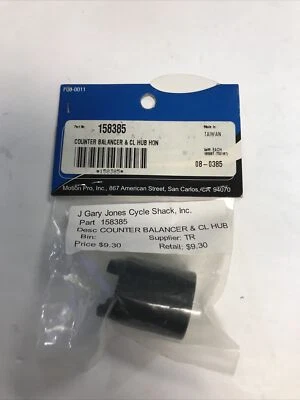 F08-0011
Part No: 158385 Made In: TAIWAN
COUNTER BALANCER & CL HUB HON
*158385*
08-0385
Motion Pro, Inc., 867 American Street, San Carlos, CA 94070
J Gary Jones Cycle Shack, Inc.
Part 158385
Desc COUNTER BALANCER & CL HUB
Bin: Supplier: TR
Price $9.30 Retail: $9.30